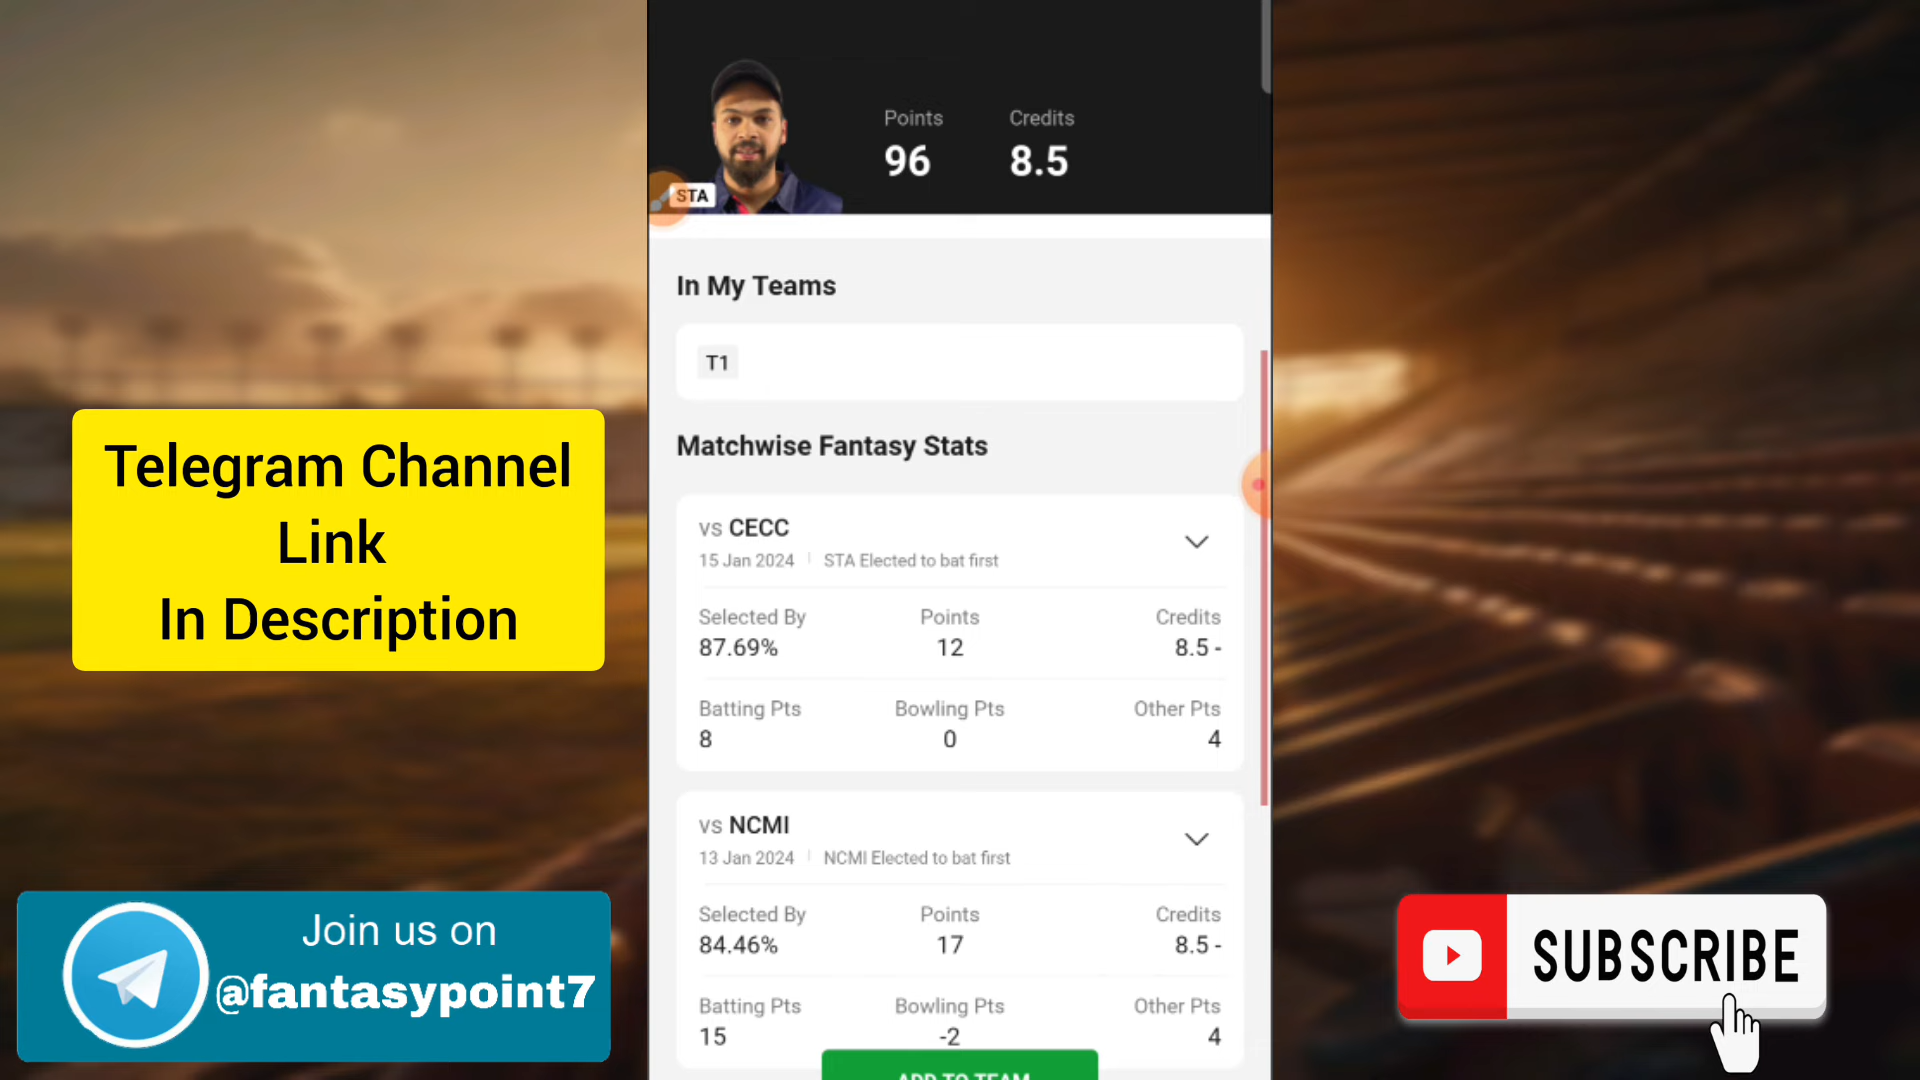 Points
Credits
96
8.5
STA
In My Teams
T1
Matchwise Fantasy Stats
vs CECC
15 Jan 2024 STA Elected to bat first
Selected By
Points
Credits
87.69%
12
8.5 -
Batting Pts
Bowling Pts
Other Pts
8
0
4
vs NCMI
13 Jan 2024 NCMI Elected to bat first
Selected By
Points
Credits
84.46%
17
8.5 -
Batting Pts
Bowling Pts
Other Pts
15
-2
4
ADD TO TEAM
Telegram Channel
Link
In Description
Join us on
@fantasypoint7
SUBSCRIBE